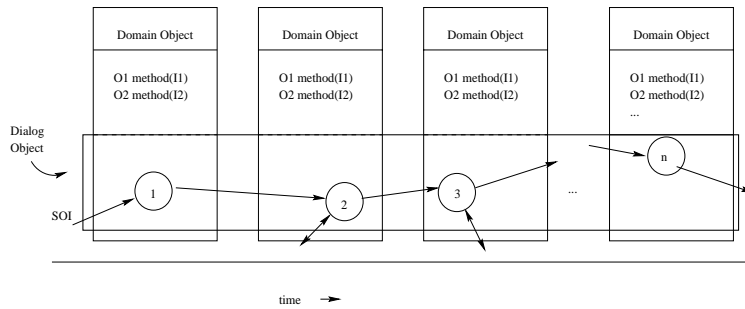 Domain Object
Domain Object
Domain Object
Domain Object
O1 method(I1)
O2 method(I2)
O1 method(I1)
O2 method(I2)
O1 method(I1)
O2 method(I2)
O1 method(I1)
O2 method(I2)
...
Dialog
Object
SOI
1
2
3
...
n
time